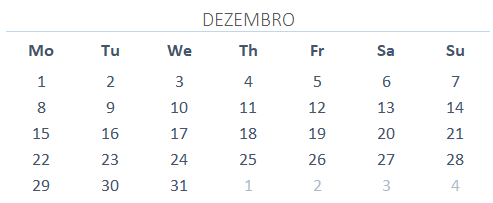 DEZEMBRO
Mo Tu We Th Fr Sa Su
1 2 3 4 5 6 7
8 9 10 11 12 13 14
15 16 17 18 19 20 21
22 23 24 25 26 27 28
29 30 31 1 2 3 4